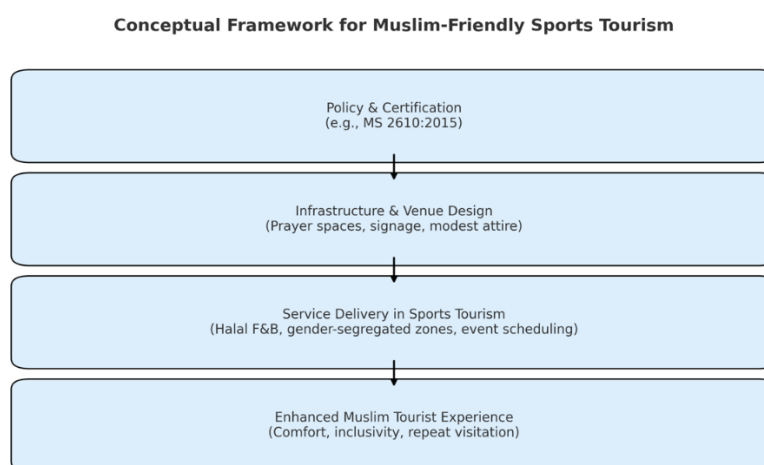 Conceptual Framework for Muslim-Friendly Sports Tourism
Policy & Certification
(e.g., MS 2610:2015)
Infrastructure & Venue Design
(Prayer spaces, signage, modest attire)
Service Delivery in Sports Tourism
(Halal F&B, gender-segregated zones, event scheduling)
Enhanced Muslim Tourist Experience
(Comfort, inclusivity, repeat visitation)